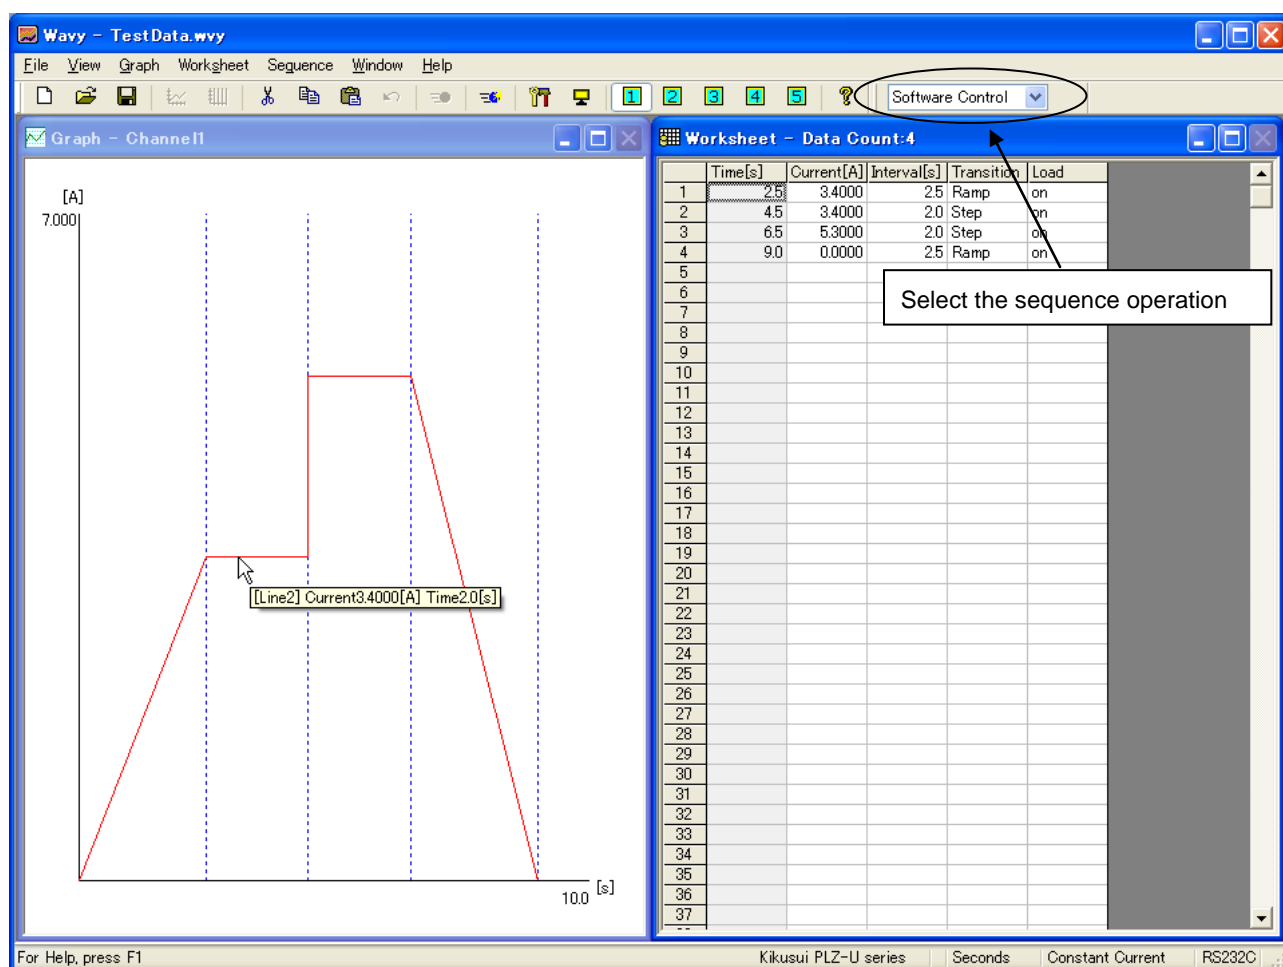 Wavy - TestData.wvy
File View Graph Worksheet Sequence Window Help
1 2 3 4 5 ? Software Control
Graph - Channel1
[A]
7.000
[Line2] Current3.4000[A] Time2.0[s]
10.0 [s]
Worksheet - Data Count:4
Time[s] Current[A] Interval[s] Transition Load
1 2.5 3.4000 2.5 Ramp on
2 4.5 3.4000 2.0 Step on
3 6.5 5.3000 2.0 Step on
4 9.0 0.0000 2.5 Ramp on
5
6
7
8
9
10
11
12
13
14
15
16
17
18
19
20
21
22
23
24
25
26
27
28
29
30
31
32
33
34
35
36
37
Select the sequence operation
For Help, press F1 Kikusui PLZ-U series Seconds Constant Current RS232C